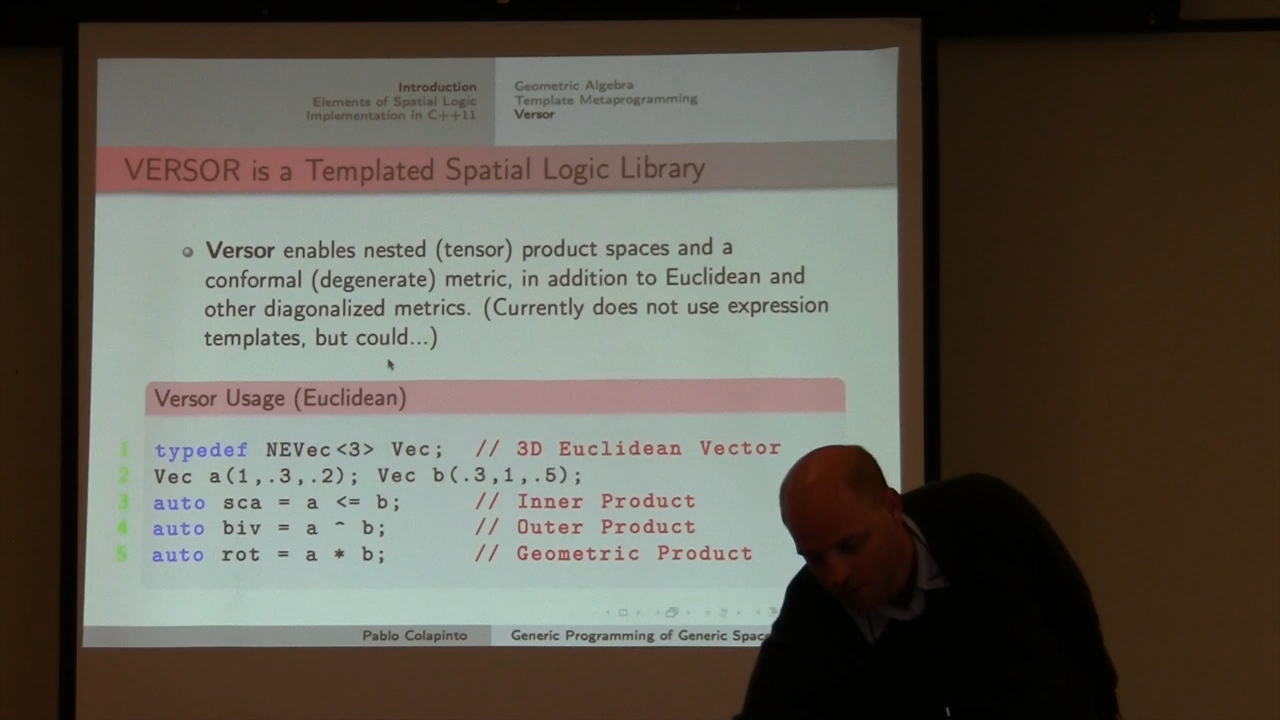 Introduction
Elements of Spatial Logic
Implementation in C++11
Geometric Algebra
Template Metaprogramming
Versor
VERSOR is a Templated Spatial Logic Library
Versor enables nested (tensor) product spaces and a
conformal (degenerate) metric, in addition to Euclidean and
other diagonalized metrics. (Currently does not use expression
templates, but could...)
Versor Usage (Euclidean)
1 typedef NEVec<3> Vec; // 3D Euclidean Vector
2 Vec a(1,.3,.2); Vec b(.3,1,.5);
3 auto sca = a <= b; // Inner Product
4 auto biv = a ^ b; // Outer Product
5 auto rot = a * b; // Geometric Product
Pablo Colapinto Generic Programming of Generic Spac